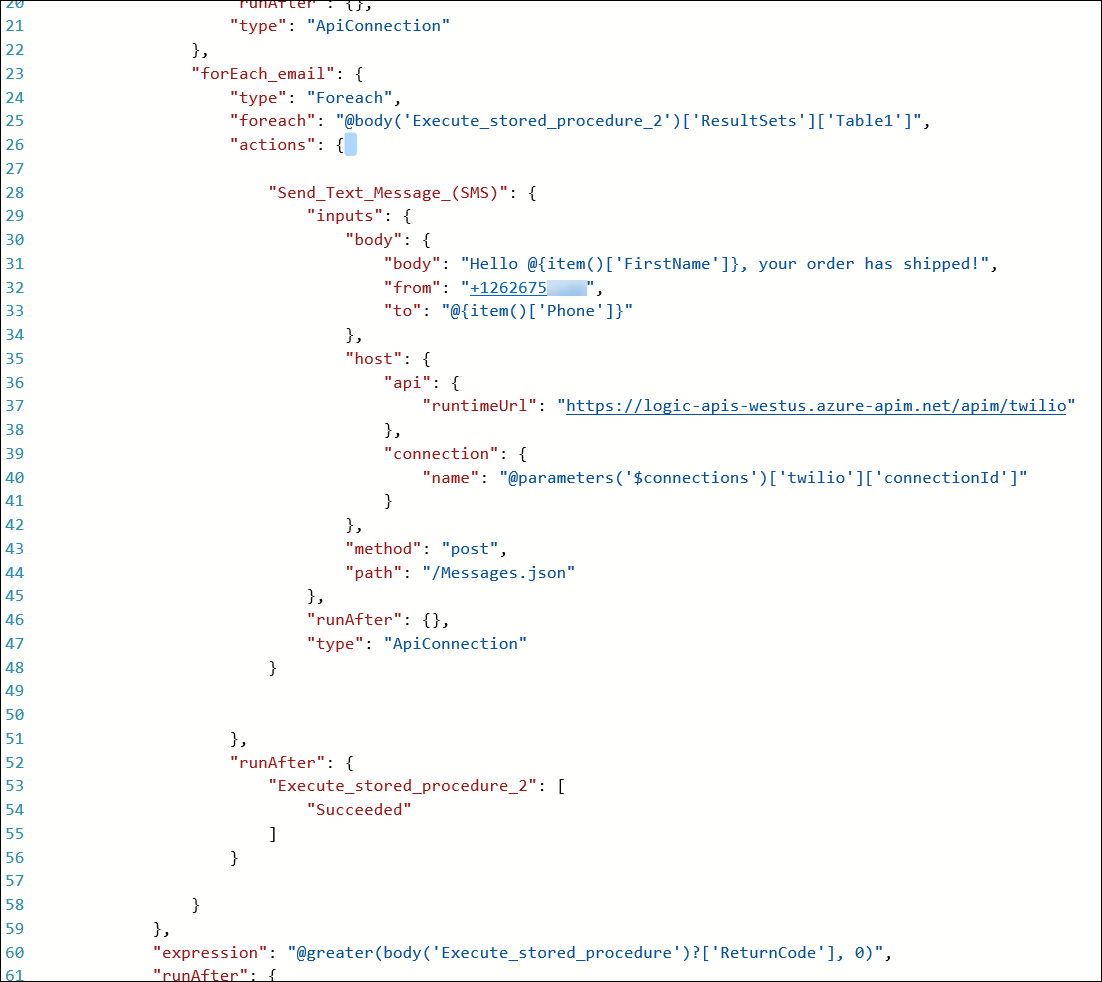 20 "runAfter": {},
21 "type": "ApiConnection"
22 },
23 "forEach_email": {
24 "type": "Foreach",
25 "foreach": "@body('Execute_stored_procedure_2')['ResultSets']['Table1']",
26 "actions": {
27
28 "Send_Text_Message_(SMS)": {
29 "inputs": {
30 "body": {
31 "body": "Hello @{item()['FirstName']}, your order has shipped!",
32 "from": "+1262675",
33 "to": "@{item()['Phone']}"
34 },
35 "host": {
36 "api": {
37 "runtimeUrl": "https://logic-apis-westus.azure-apim.net/apim/twilio"
38 },
39 "connection": {
40 "name": "@parameters('$connections')['twilio']['connectionId']"
41 }
42 },
43 "method": "post",
44 "path": "/Messages.json"
45 },
46 "runAfter": {},
47 "type": "ApiConnection"
48 }
49
50
51 },
52 "runAfter": {
53 "Execute_stored_procedure_2": [
54 "Succeeded"
55 ]
56 }
57
58 }
59 },
60 "expression": "@greater(body('Execute_stored_procedure')?['ReturnCode'], 0)",
61 "runAfter": {